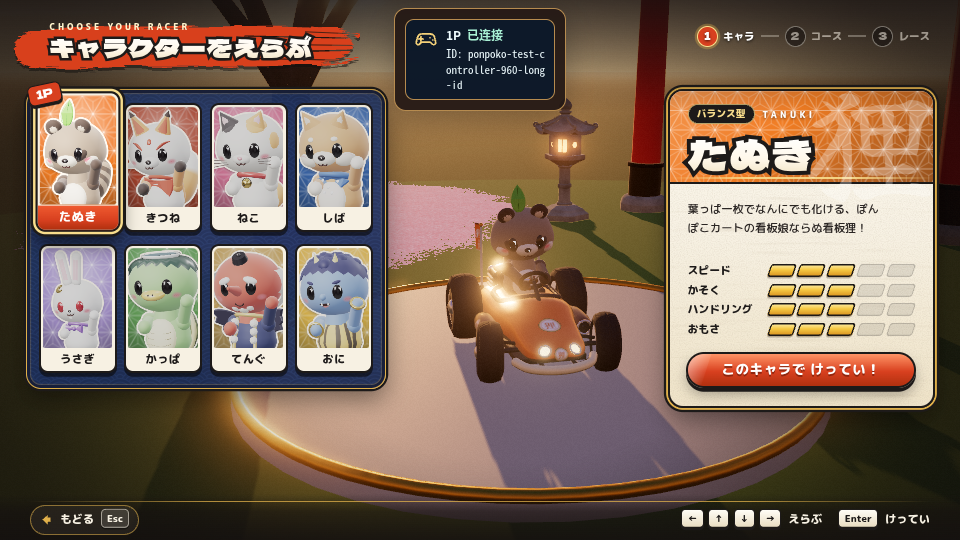 CHOOSE YOUR RACER
キャラクターをえらぶ
1P 已连接
ID: ponpoko-test-c
ontroller-960-long
-id
1 キャラ
2 コース
3 レース
1P
たぬき
きつね
ねこ
しば
うさぎ
かっぱ
てんぐ
おに
バランス型 TANUKI
狸
たぬき
葉っぱ一枚でなんにでも化ける、ぽん
ぽこカートの看板娘ならぬ看板狸！
スピード
かそく
ハンドリング
おもさ
このキャラで けってい！
もどる Esc
← ↑ ↓ → えらぶ Enter けってい